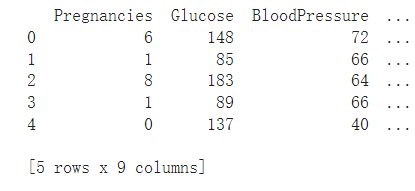 Pregnancies Glucose BloodPressure ...
0 6 148 72 ...
1 1 85 66 ...
2 8 183 64 ...
3 1 89 66 ...
4 0 137 40 ...
[5 rows x 9 columns]